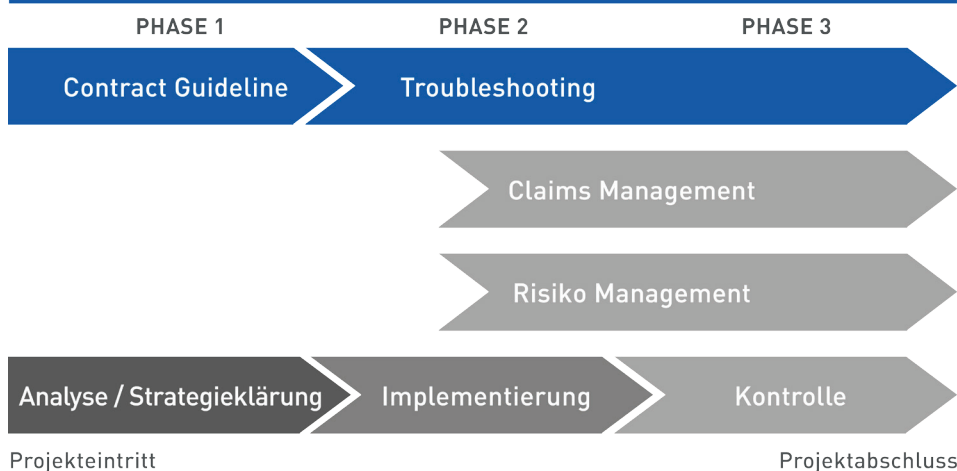 PHASE 1 PHASE 2 PHASE 3
Contract Guideline Troubleshooting
Claims Management
Risiko Management
Analyse / Strategieklärung Implementierung Kontrolle
Projekteintritt Projektabschluss